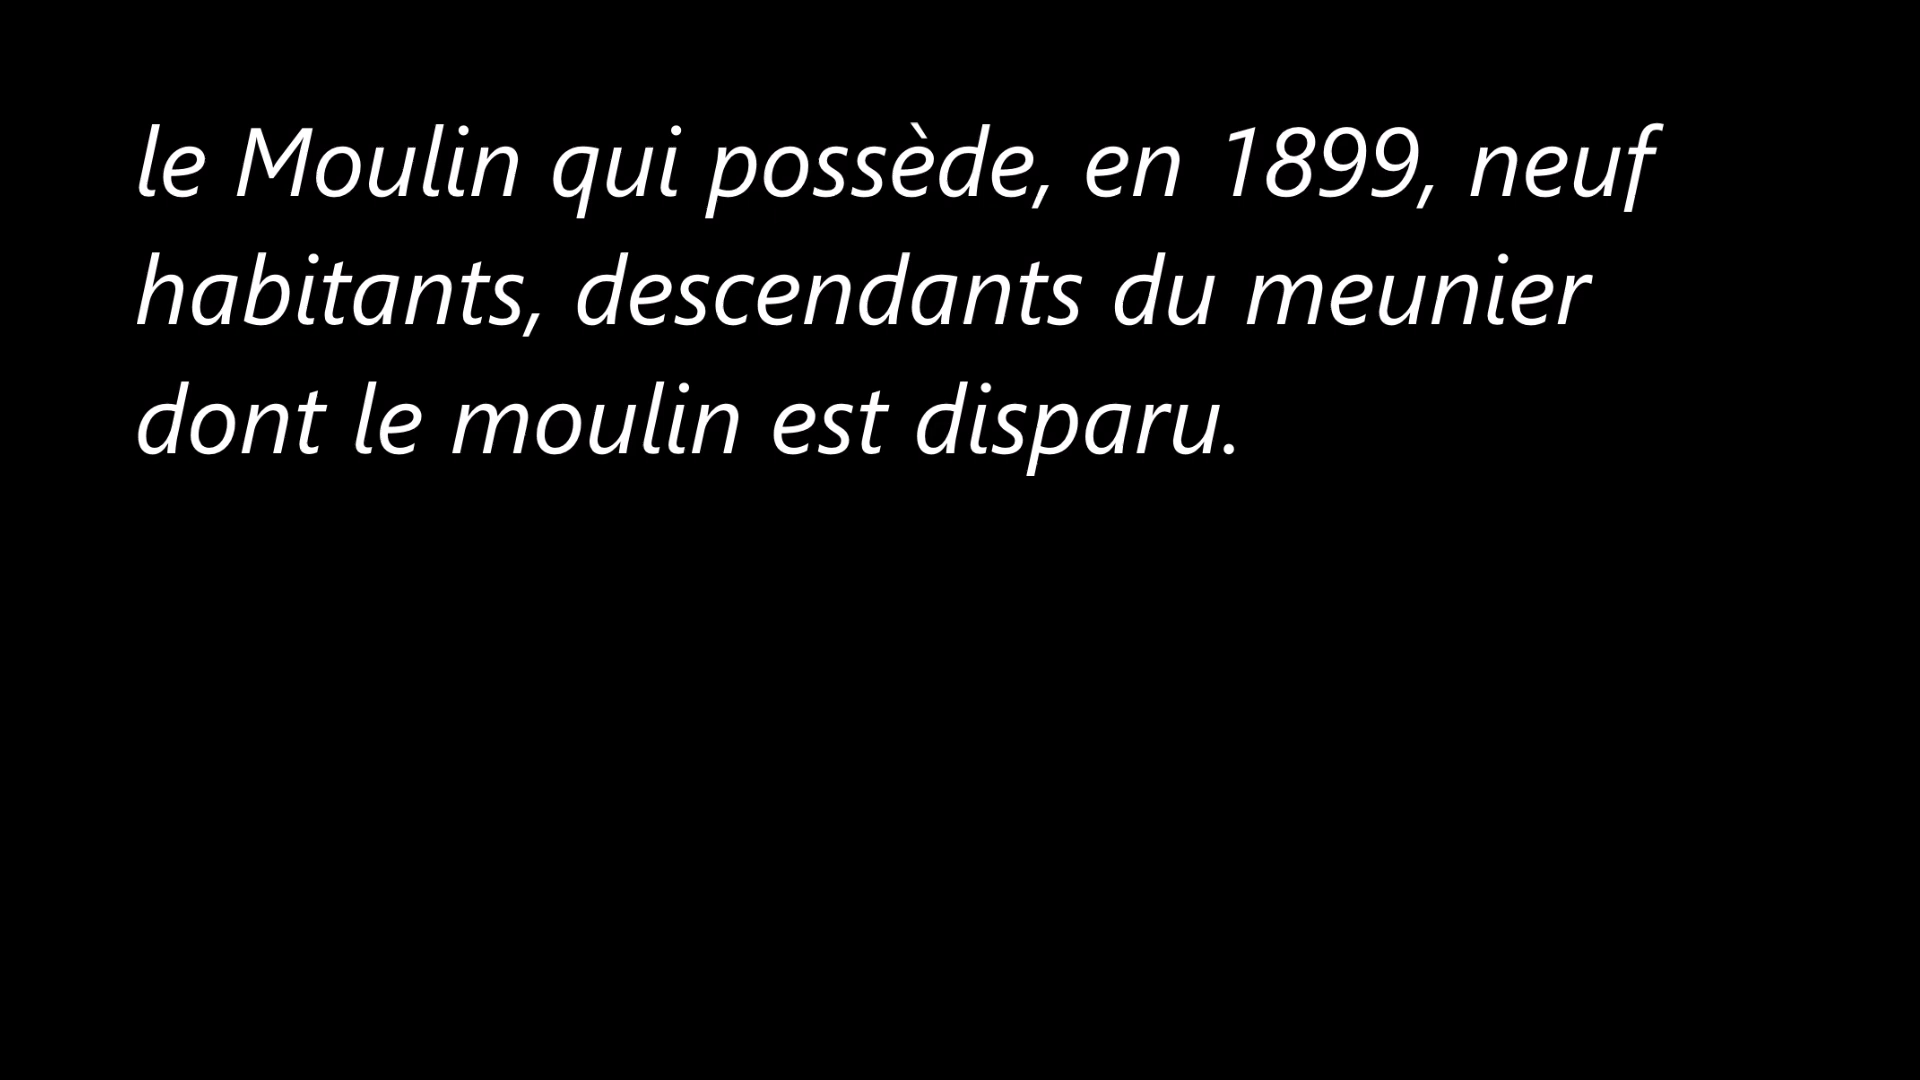 le Moulin qui possède, en 1899, neuf
habitants, descendants du meunier
dont le moulin est disparu.